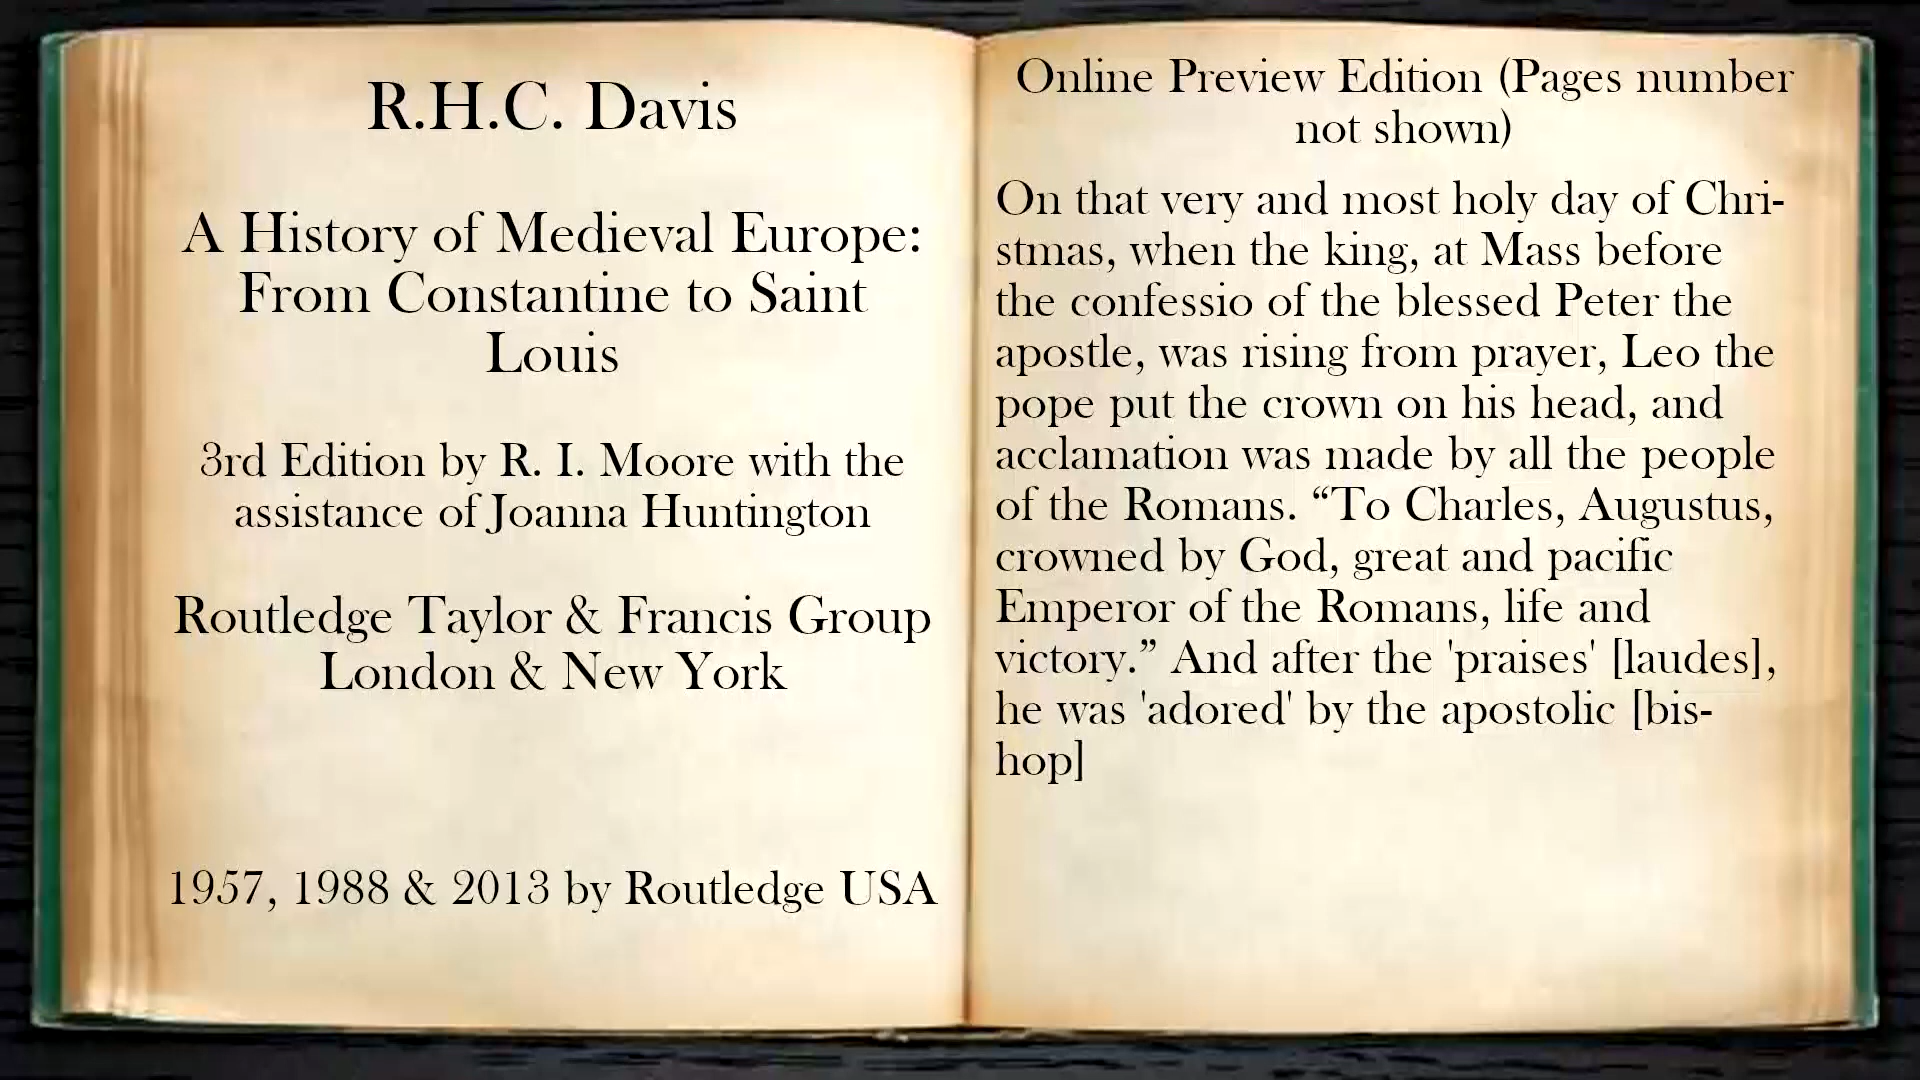 R.H.C. Davis
A History of Medieval Europe:
From Constantine to Saint
Louis
3rd Edition by R. I. Moore with the
assistance of Joanna Huntington
Routledge Taylor & Francis Group
London & New York
1957, 1988 & 2013 by Routledge USA
Online Preview Edition (Pages number
not shown)
On that very and most holy day of Chri-
stmas, when the king, at Mass before
the confessio of the blessed Peter the
apostle, was rising from prayer, Leo the
pope put the crown on his head, and
acclamation was made by all the people
of the Romans. “To Charles, Augustus,
crowned by God, great and pacific
Emperor of the Romans, life and
victory.” And after the 'praises' [laudes],
he was 'adored' by the apostolic [bis-
hop]